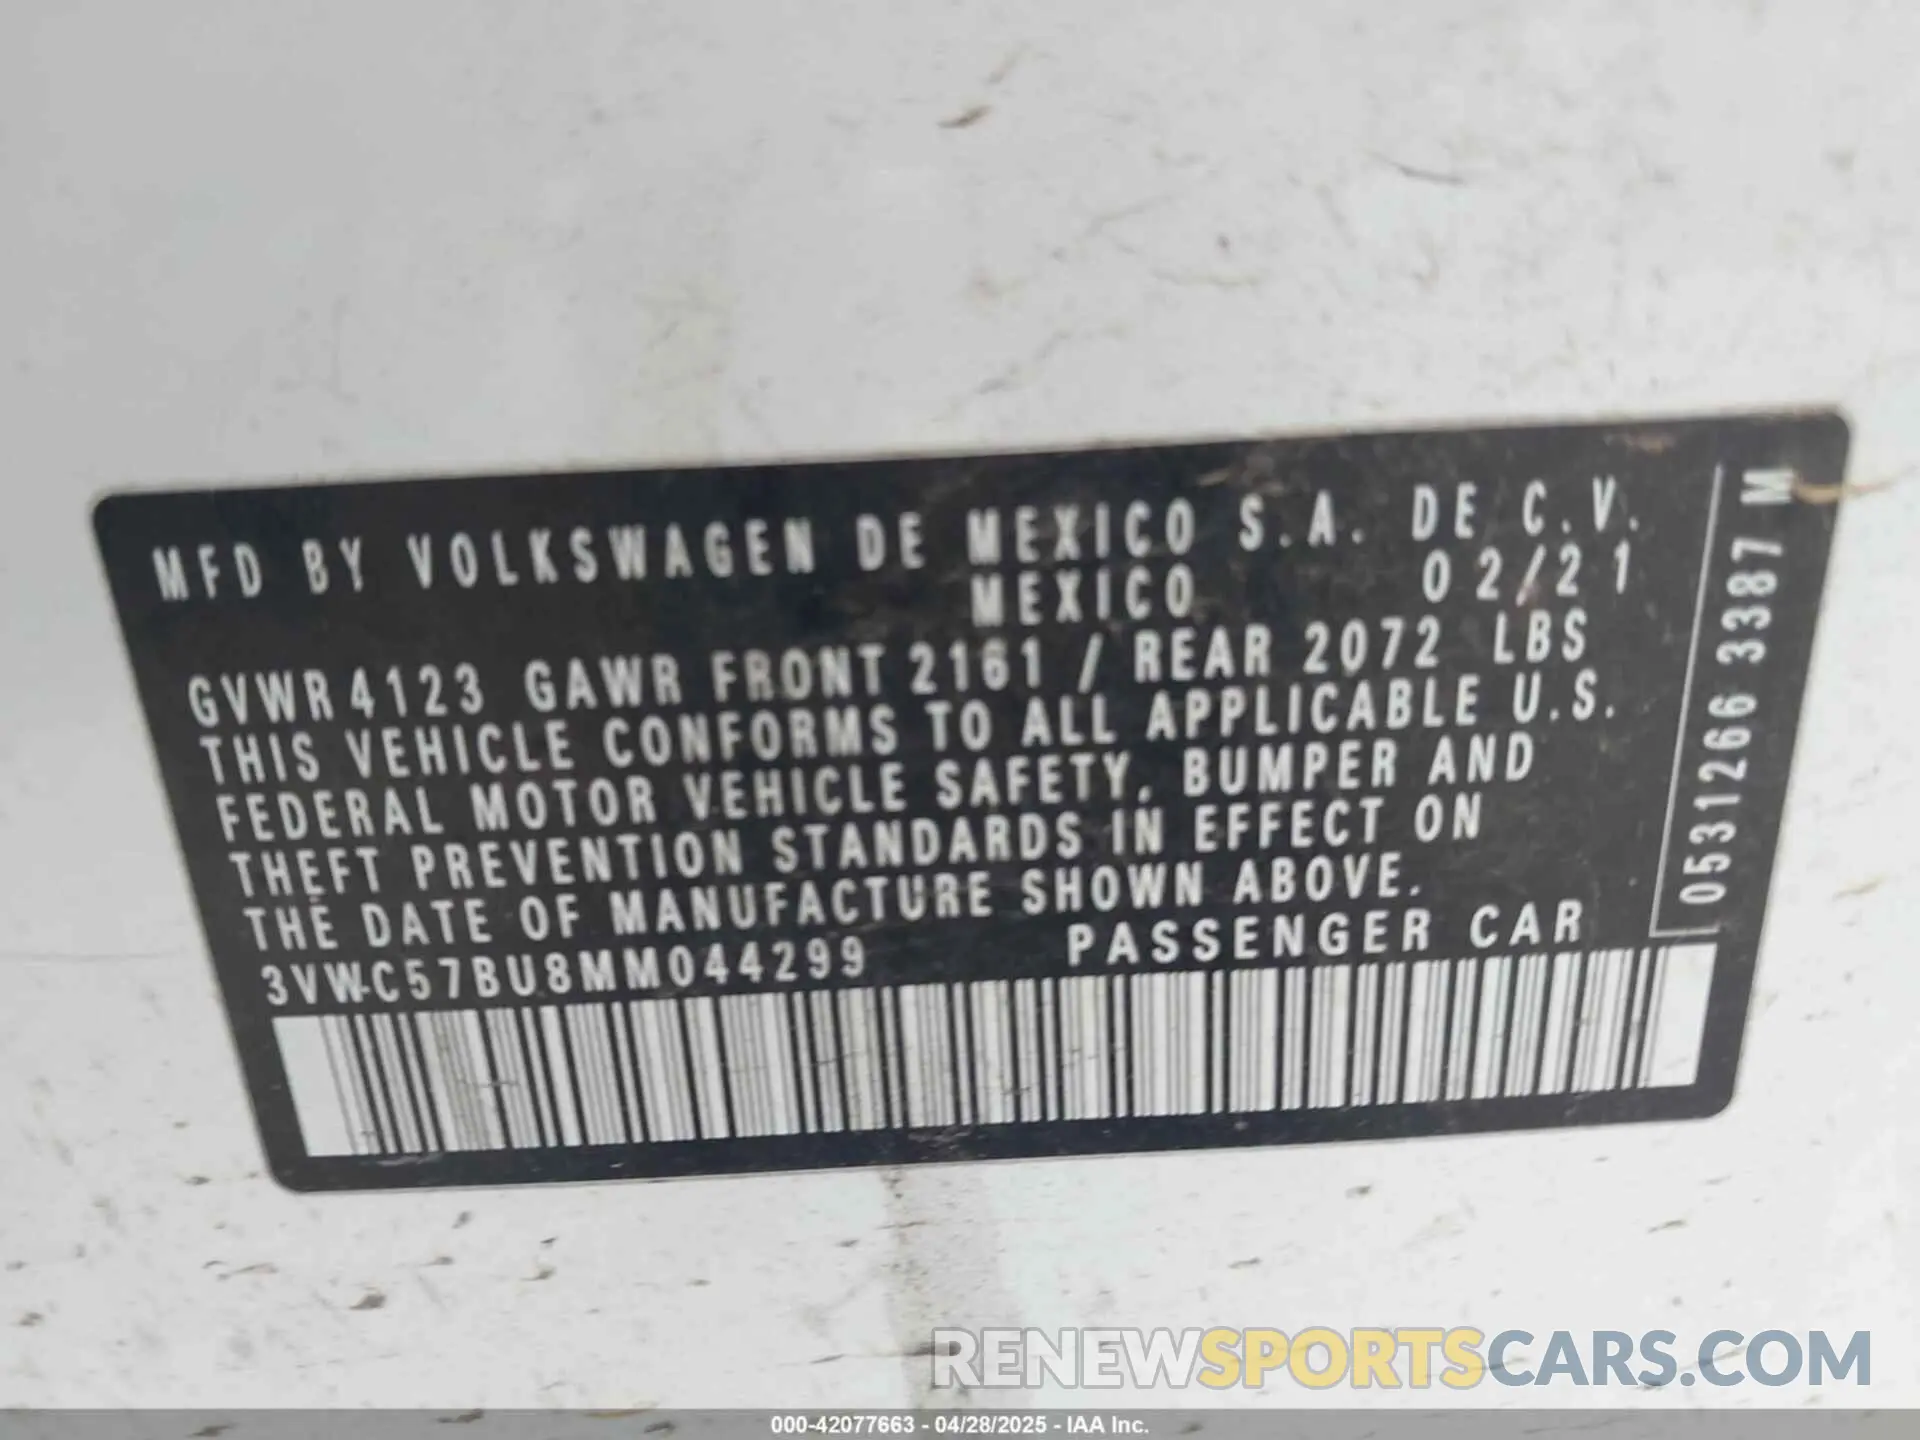 MFD BY VOLKSWAGEN DE MEXICO S.A. DE C.V.
MEXICO 02/21
GVWR 4123 GAWR FRONT 2161 / REAR 2072 LBS
THIS VEHICLE CONFORMS TO ALL APPLICABLE U.S.
FEDERAL MOTOR VEHICLE SAFETY, BUMPER AND
THEFT PREVENTION STANDARDS IN EFFECT ON
THE DATE OF MANUFACTURE SHOWN ABOVE.
3VWC57BU8MM044299 PASSENGER CAR
0531266 3387 M
RENEWSPORTSCARS.COM
000-42077663 - 04/28/2025 - IAA Inc.